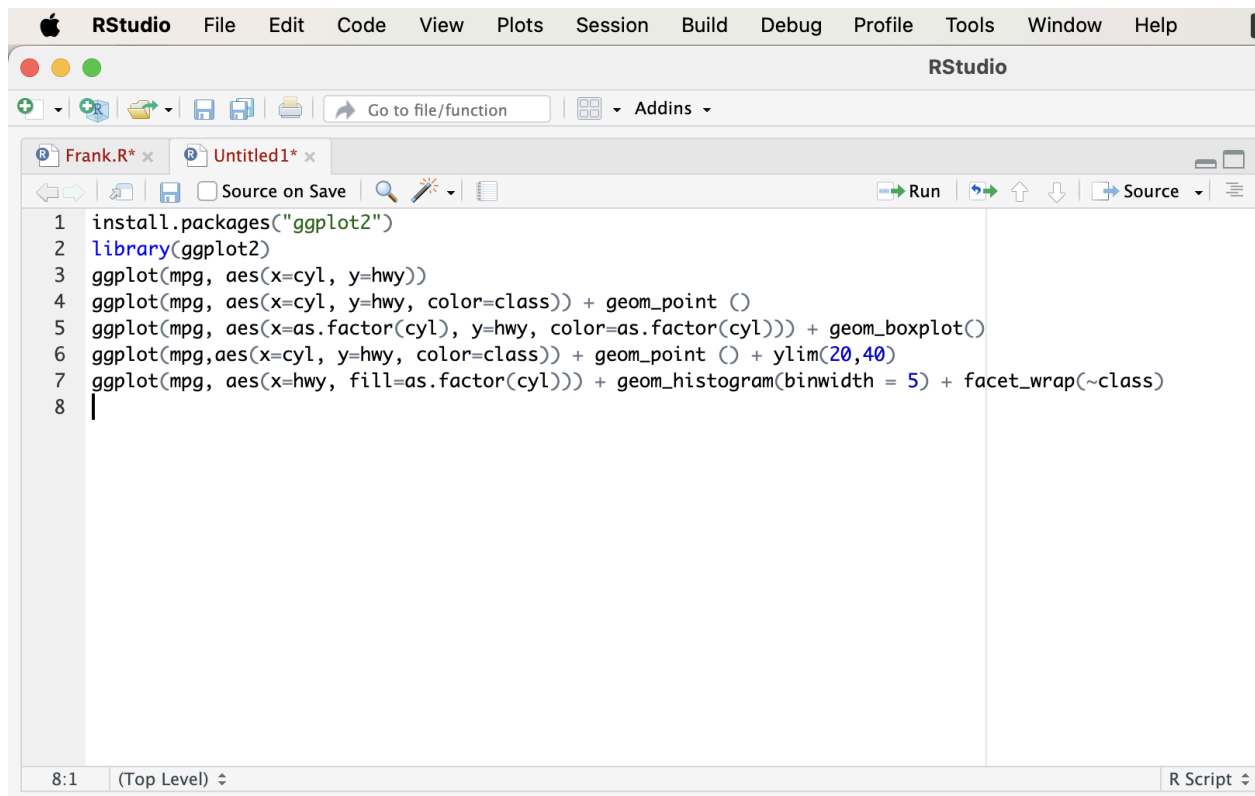 RStudio File Edit Code View Plots Session Build Debug Profile Tools Window Help
RStudio
Go to file/function Addins
Frank.R* Untitled1*
Source on Save Run Source
1 install.packages("ggplot2")
2 library(ggplot2)
3 ggplot(mpg, aes(x=cyl, y=hwy))
4 ggplot(mpg, aes(x=cyl, y=hwy, color=class)) + geom_point ()
5 ggplot(mpg, aes(x=as.factor(cyl), y=hwy, color=as.factor(cyl))) + geom_boxplot()
6 ggplot(mpg,aes(x=cyl, y=hwy, color=class)) + geom_point () + ylim(20,40)
7 ggplot(mpg, aes(x=hwy, fill=as.factor(cyl))) + geom_histogram(binwidth = 5) + facet_wrap(~class)
8
8:1 (Top Level) R Script